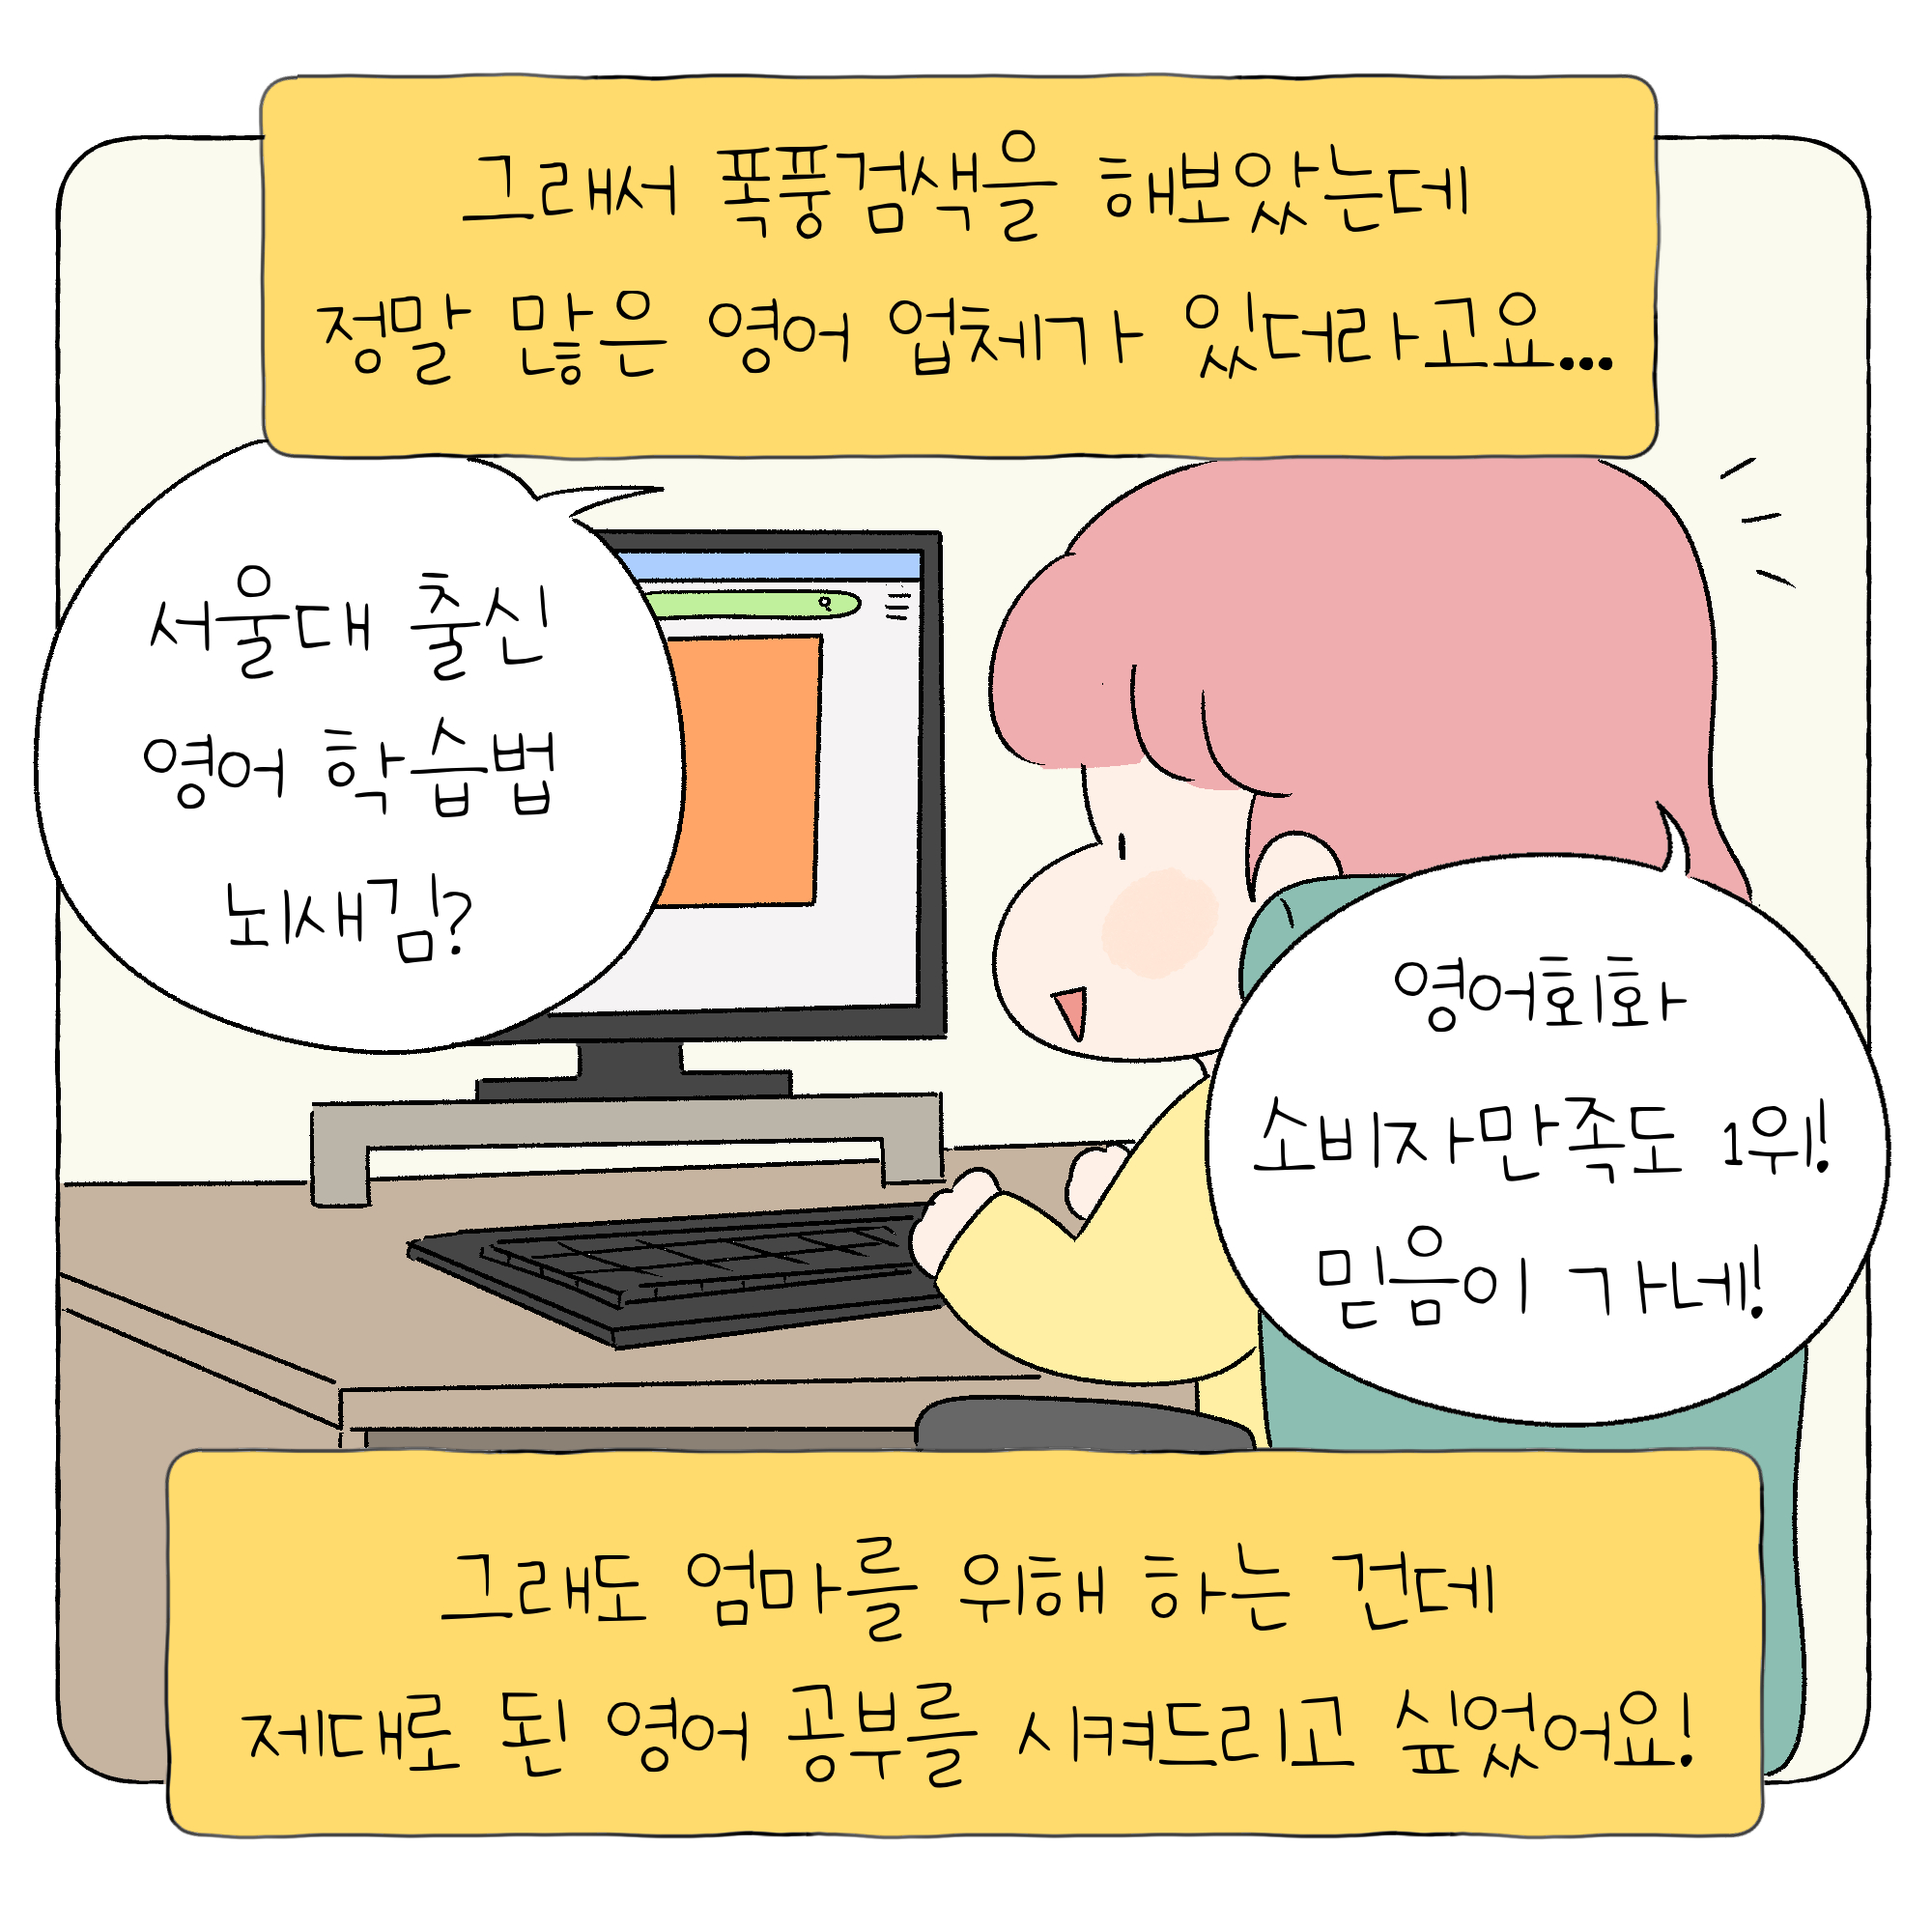 그래서 폭풍검색을 해보았는데
정말 많은 영어 업체가 있더라고요...
서울대 출신
영어 학습법
뇌새김?
영어회화
소비자만족도 1위!
믿음이 가네!
그래도 엄마를 위해 하는 건데
제대로 된 영어 공부를 시켜드리고 싶었어요!